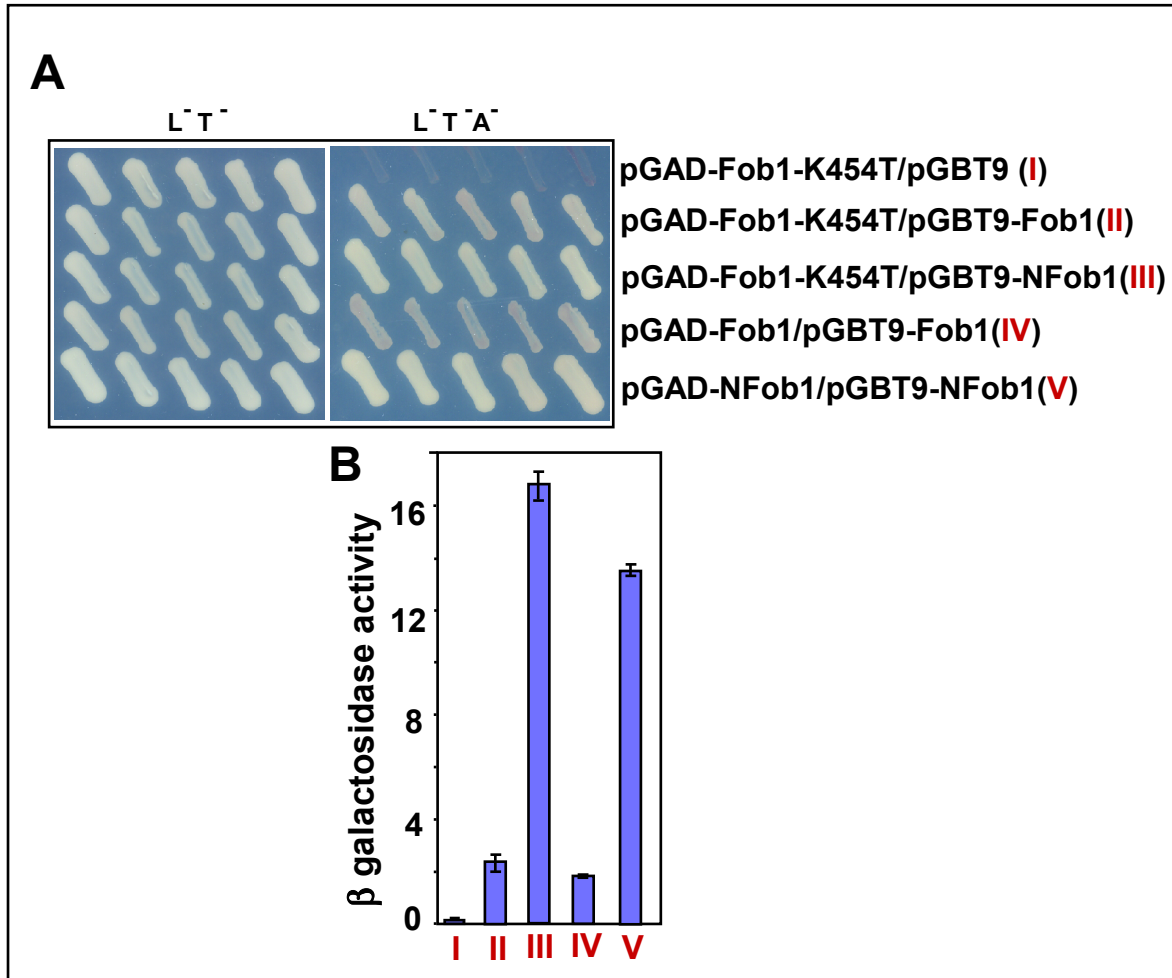 A
L⁻T⁻ L⁻T⁻A⁻
pGAD-Fob1-K454T/pGBT9 (I)
pGAD-Fob1-K454T/pGBT9-Fob1(II)
pGAD-Fob1-K454T/pGBT9-NFob1(III)
pGAD-Fob1/pGBT9-Fob1(IV)
pGAD-NFob1/pGBT9-NFob1(V)
B
β galactosidase activity
16
12
8
4
0
I II III IV V